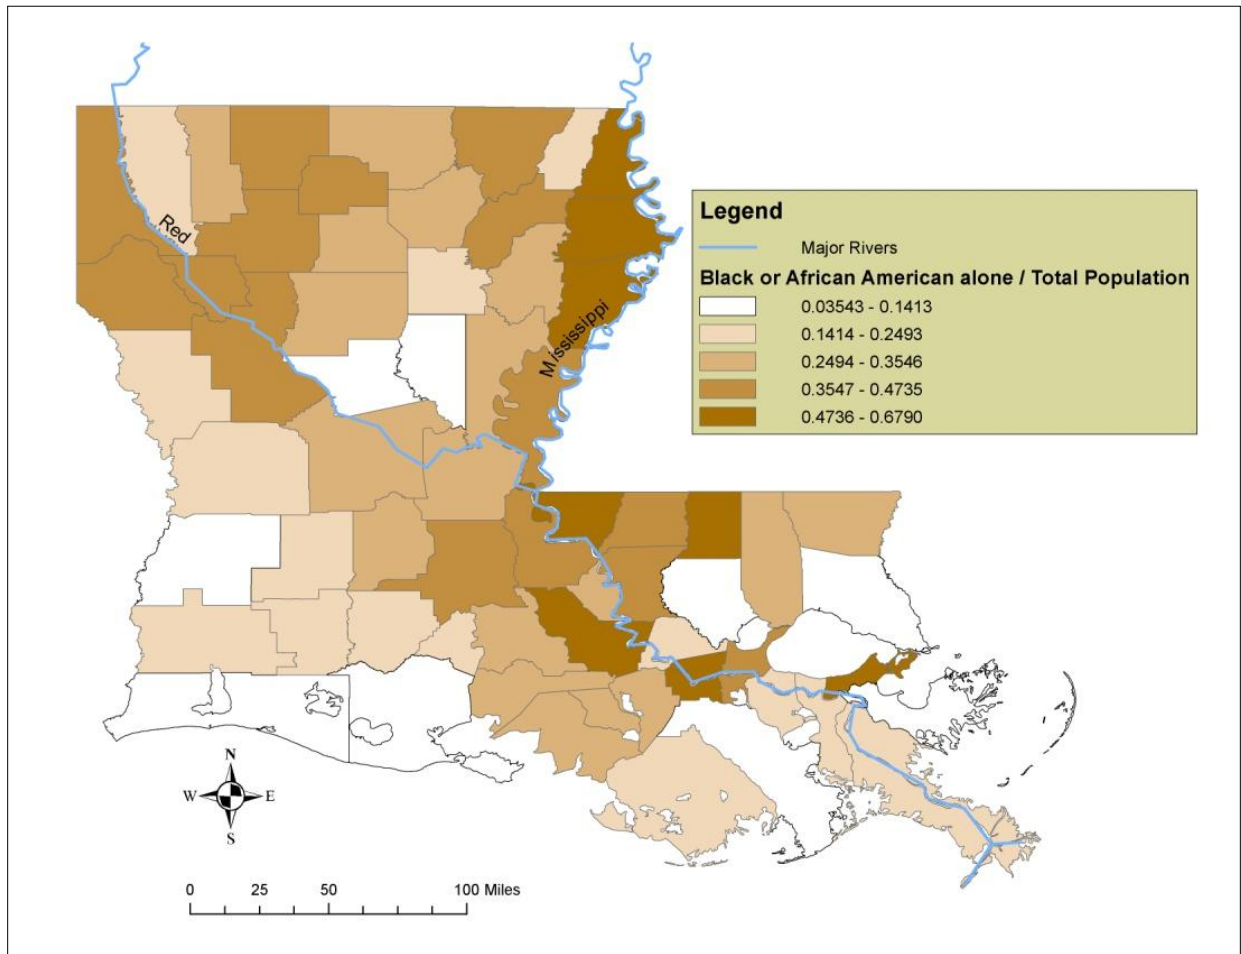 Red
Mississippi
Legend
Major Rivers
Black or African American alone / Total Population
0.03543 - 0.1413
0.1414 - 0.2493
0.2494 - 0.3546
0.3547 - 0.4735
0.4736 - 0.6790
N
W E
S
0 25 50 100 Miles